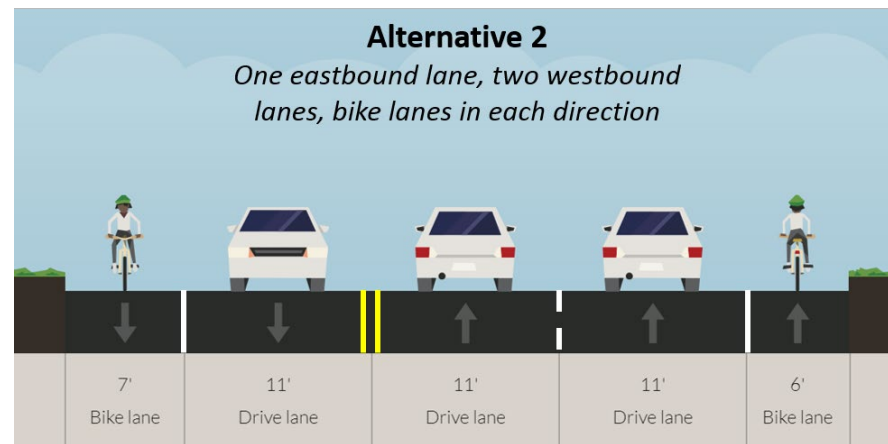 Alternative 2
One eastbound lane, two westbound
lanes, bike lanes in each direction
7' 11' 11' 11' 6'
Bike lane Drive lane Drive lane Drive lane Bike lane